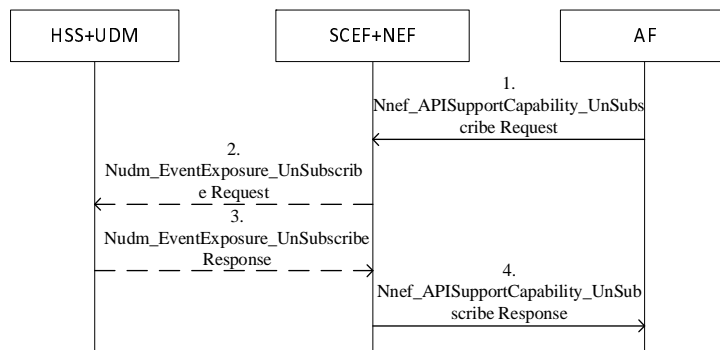 HSS+UDM
SCEF+NEF
AF
1.
Nnef_APISupportCapability_UnSubs
cribe Request
2.
Nudm_EventExposure_UnSubscrib
e Request
3.
Nudm_EventExposure_UnSubscribe
Response
4.
Nnef_APISupportCapability_UnSub
scribe Response